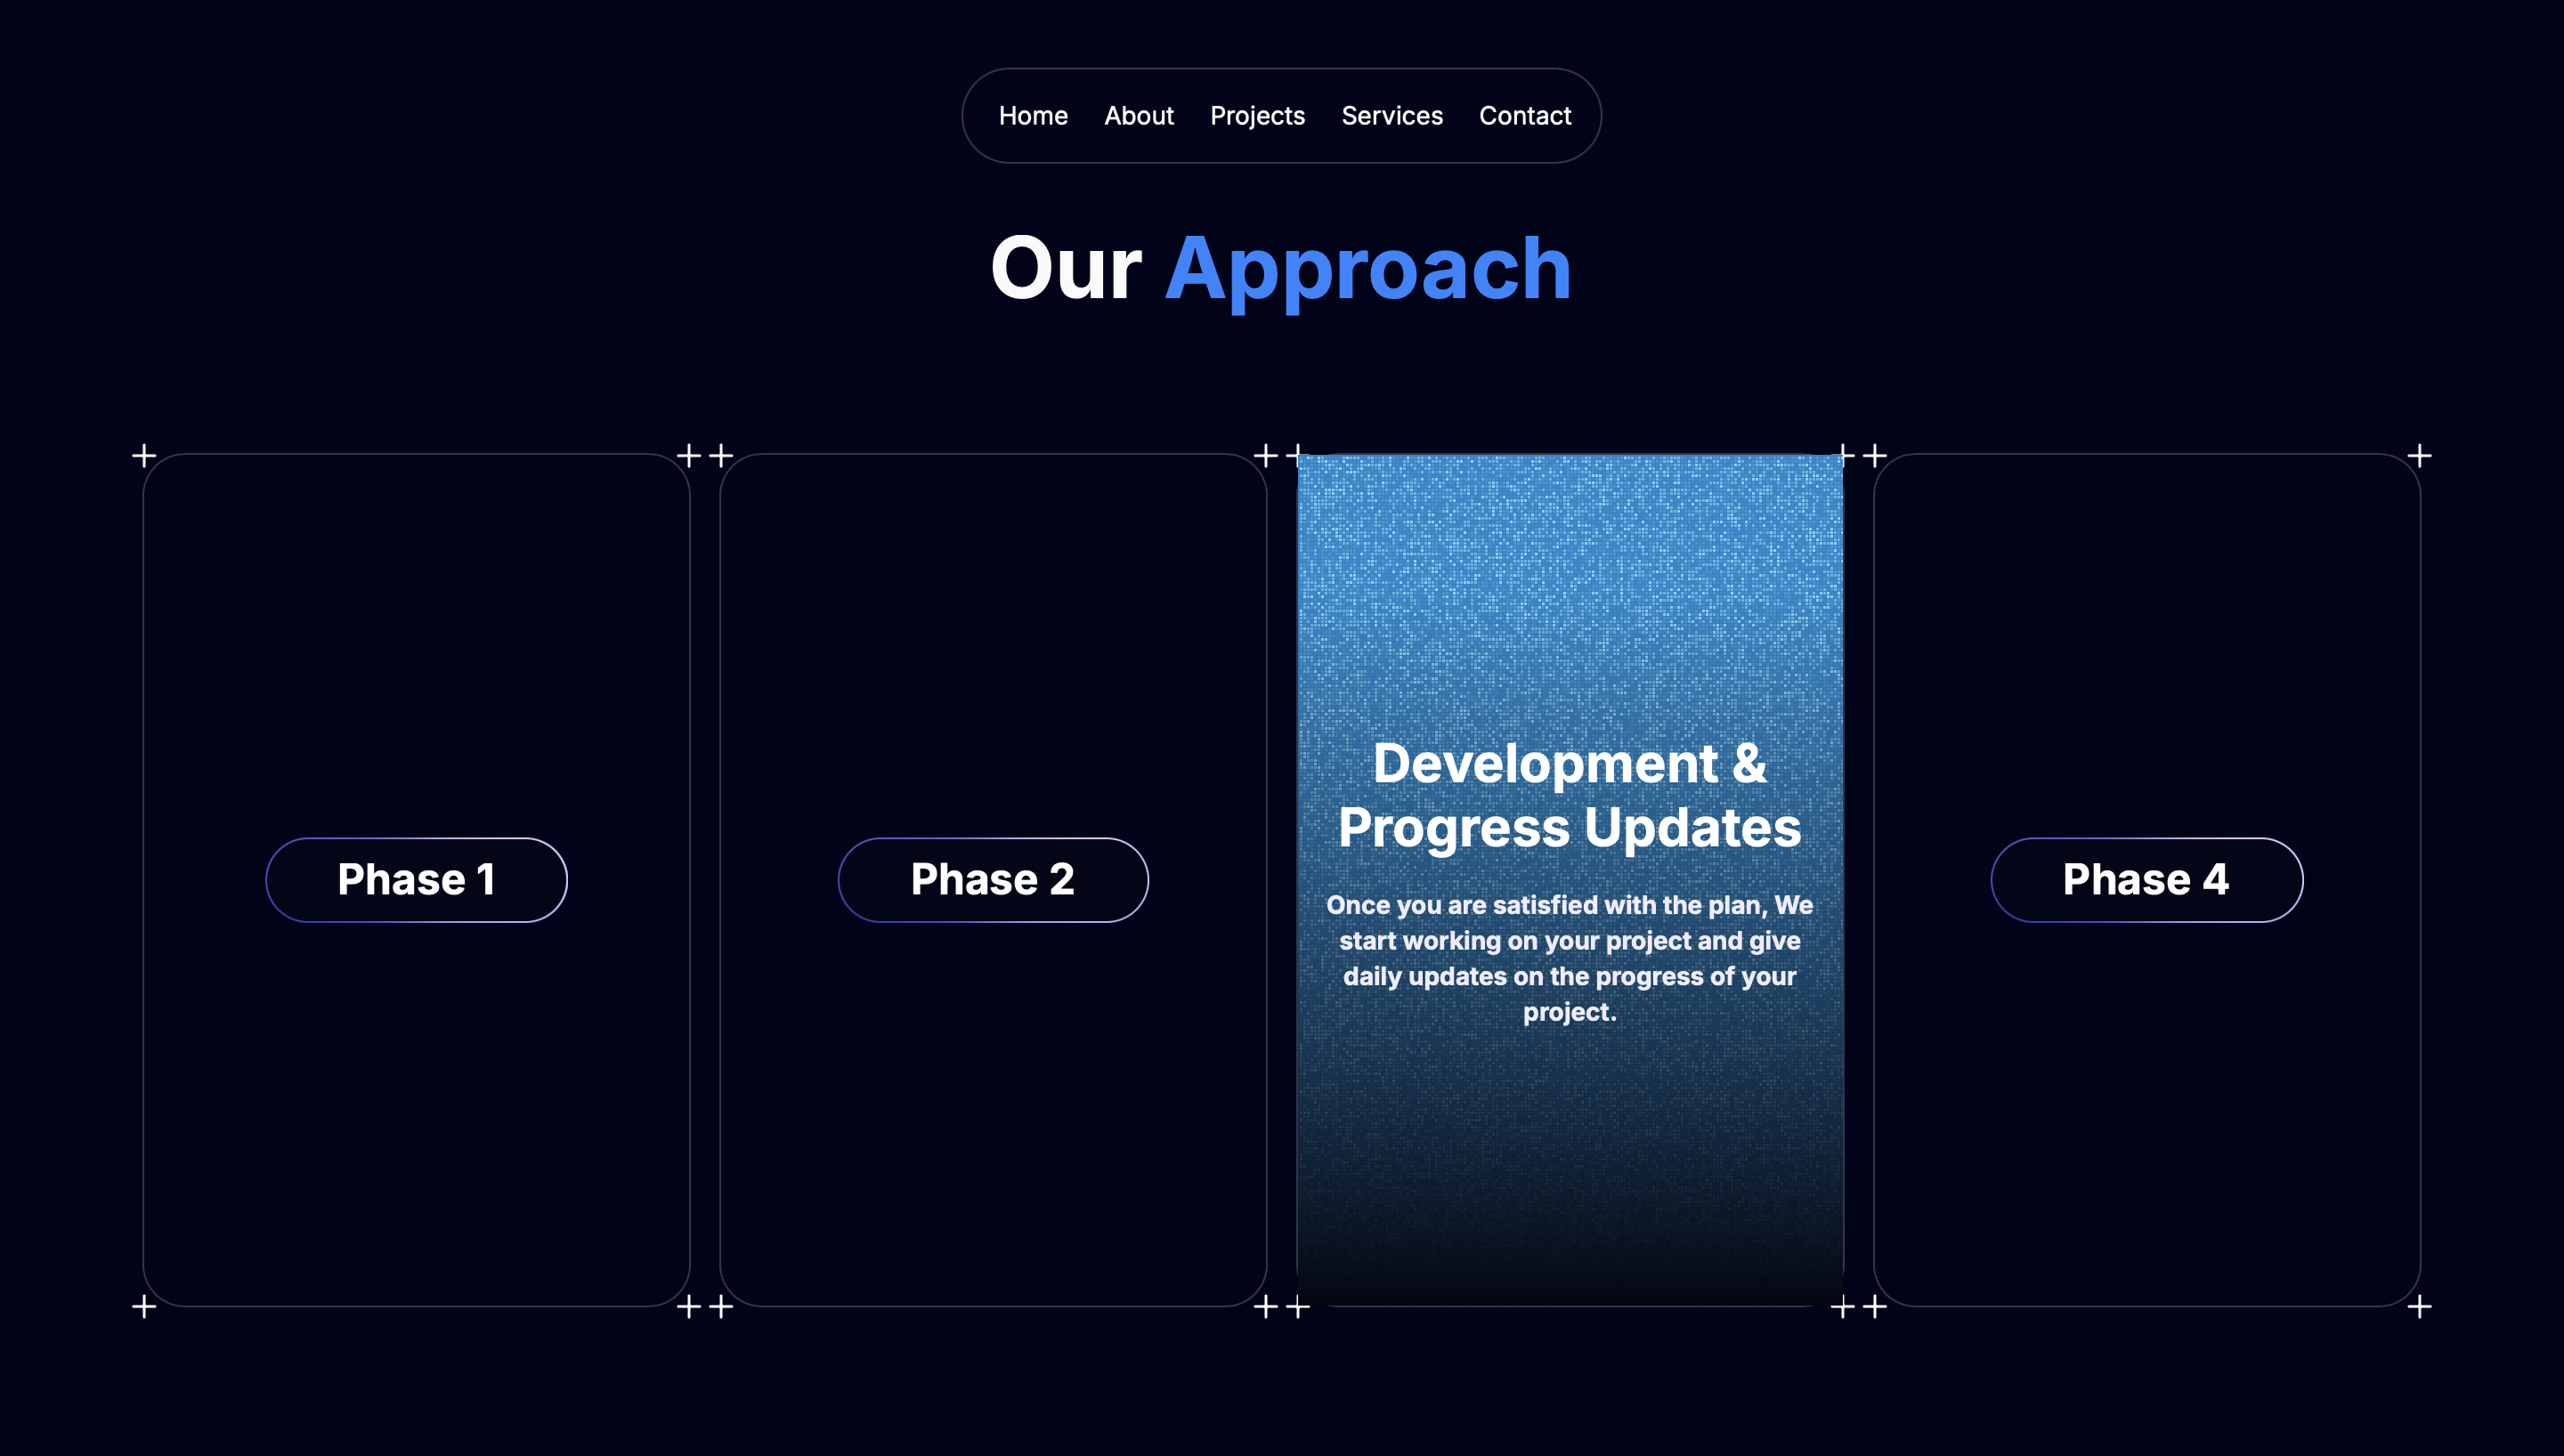 Home About Projects Services Contact
Our Approach
Phase 1
Phase 2
Development &
Progress Updates
Once you are satisfied with the plan, We
start working on your project and give
daily updates on the progress of your
project.
Phase 4